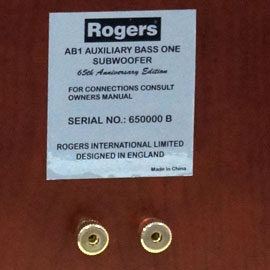 Rogers
AB1 AUXILIARY BASS ONE
SUBWOOFER
65th Anniversary Edition
FOR CONNECTIONS CONSULT
OWNERS MANUAL
SERIAL NO.: 650000 B
ROGERS INTERNATIONAL LIMITED
DESIGNED IN ENGLAND
Made in China